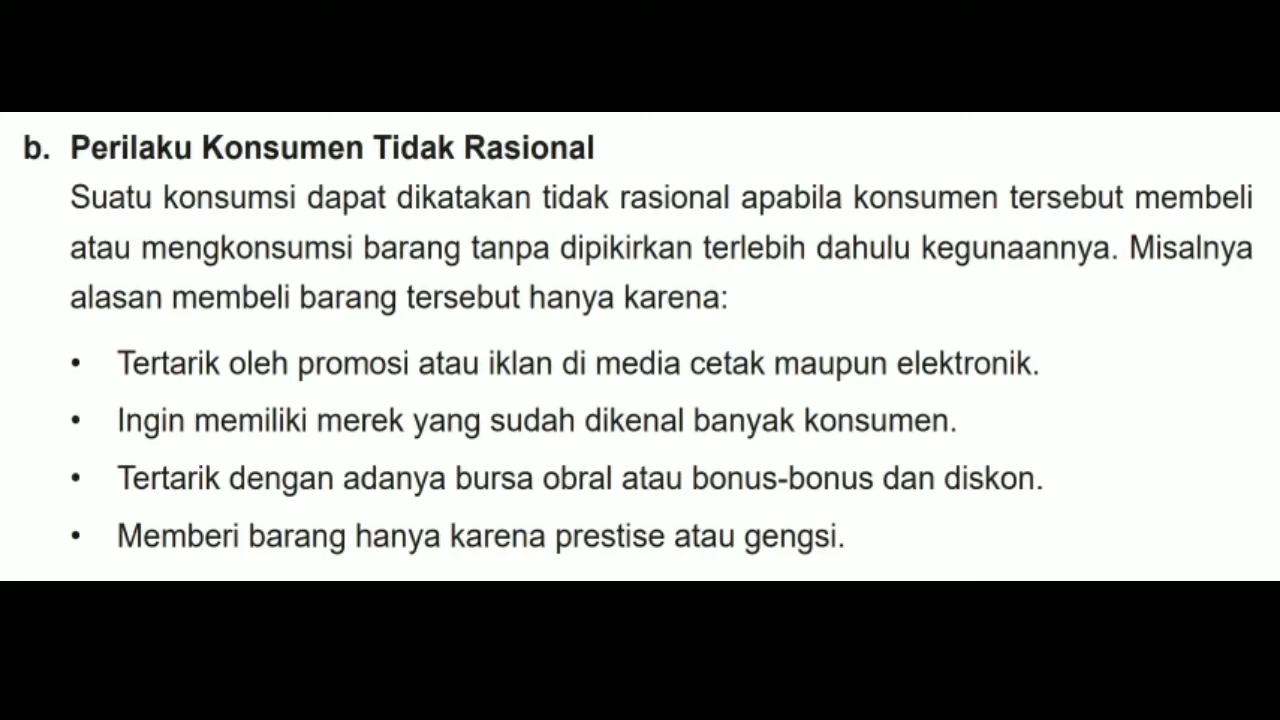 b. Perilaku Konsumen Tidak Rasional
Suatu konsumsi dapat dikatakan tidak rasional apabila konsumen tersebut membeli
atau mengkonsumsi barang tanpa dipikirkan terlebih dahulu kegunaannya. Misalnya
alasan membeli barang tersebut hanya karena:
• Tertarik oleh promosi atau iklan di media cetak maupun elektronik.
• Ingin memiliki merek yang sudah dikenal banyak konsumen.
• Tertarik dengan adanya bursa obral atau bonus-bonus dan diskon.
• Memberi barang hanya karena prestise atau gengsi.